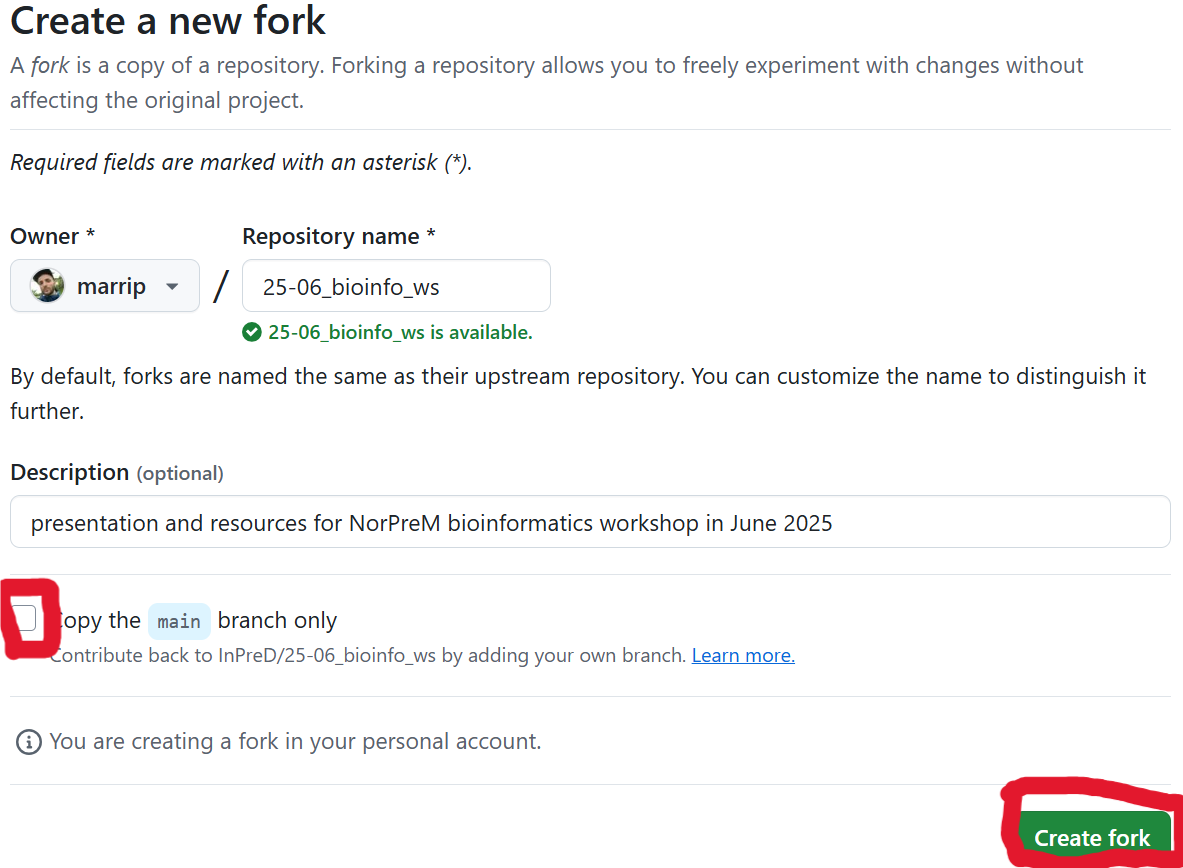 Create a new fork
A fork is a copy of a repository. Forking a repository allows you to freely experiment with changes without
affecting the original project.
Required fields are marked with an asterisk (*).
Owner *
Repository name *
marrip
/
25-06_bioinfo_ws
25-06_bioinfo_ws is available.
By default, forks are named the same as their upstream repository. You can customize the name to distinguish it
further.
Description (optional)
presentation and resources for NorPreM bioinformatics workshop in June 2025
Copy the main branch only
Contribute back to InPreD/25-06_bioinfo_ws by adding your own branch. Learn more.
You are creating a fork in your personal account.
Create fork